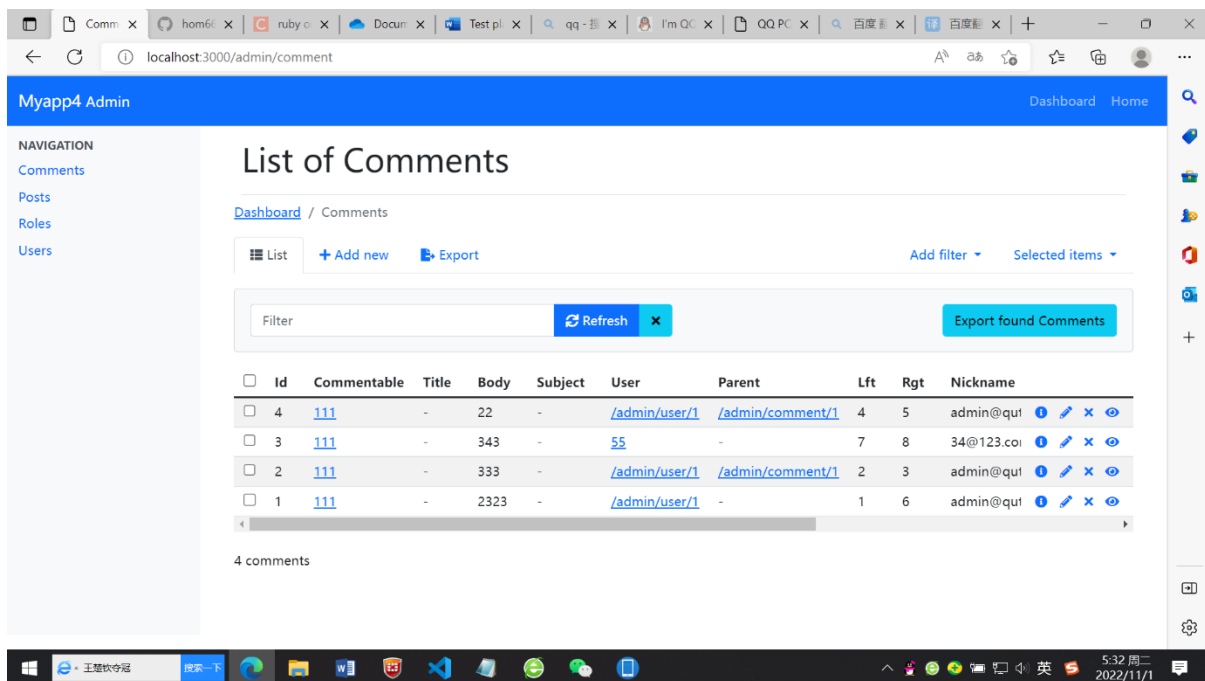 Comm hom6 ruby o Docum Test pl qq - 搜 I'm QQ QQ PC 百度 百度翻
localhost:3000/admin/comment
Myapp4 Admin Dashboard Home
NAVIGATION
Comments
Posts
Roles
Users
List of Comments
Dashboard / Comments
List Add new Export Add filter Selected items
Filter Refresh Export found Comments
Id Commentable Title Body Subject User Parent Lft Rgt Nickname
4 111 - 22 - /admin/user/1 /admin/comment/1 4 5 admin@qut
3 111 - 343 - 55 - 7 8 34@123.co
2 111 - 333 - /admin/user/1 /admin/comment/1 2 3 admin@qut
1 111 - 2323 - /admin/user/1 - 1 6 admin@qut
4 comments
王楚钦夺冠 搜索一下 英 5:32 周二
2022/11/1